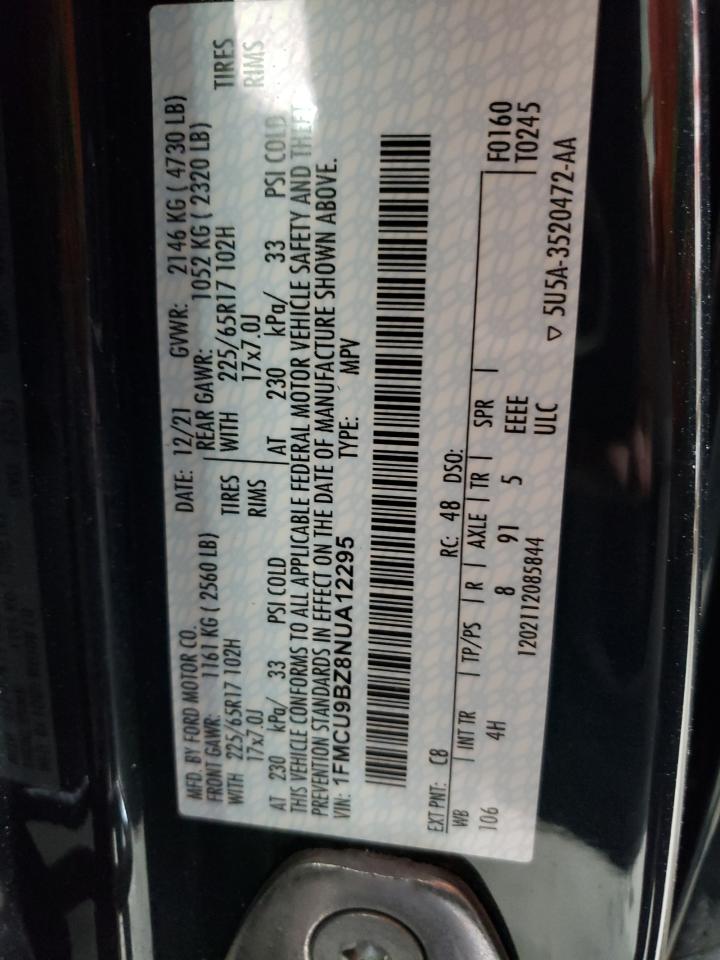 MFD. BY FORD MOTOR CO. DATE: 12/21 GVWR: 2146 KG ( 4730 LB)
FRONT GAWR: 1161 KG ( 2560 LB) REAR GAWR: 1052 KG ( 2320 LB)
WITH 225/65R17 102H TIRES WITH 225/65R17 102H TIRES
17x7.0J RIMS 17x7.0J RIMS
AT 230 kPa/ 33 PSI COLD AT 230 kPa/ 33 PSI COLD
THIS VEHICLE CONFORMS TO ALL APPLICABLE FEDERAL MOTOR VEHICLE SAFETY AND THEFT
PREVENTION STANDARDS IN EFFECT ON THE DATE OF MANUFACTURE SHOWN ABOVE.
VIN: 1FMCU9BZ8NUA12295 TYPE: MPV
EXT PNT: C8 RC: 48 DSO:
WB INT TR TP/PS R AXLE TR SPR F0160
106 4H 8 91 5 EEEE T0245
1202112085844 ULC ▽ 5U5A-3520472-AA